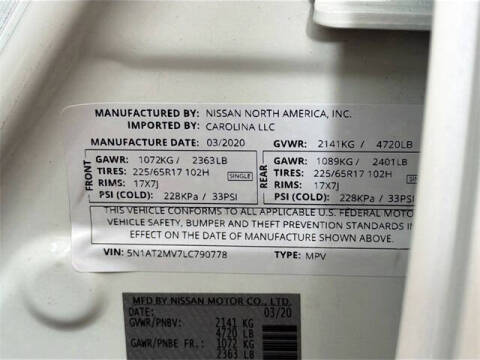 MANUFACTURED BY: NISSAN NORTH AMERICA, INC.
IMPORTED BY: CAROLINA LLC
MANUFACTURE DATE: 03/2020 GVWR: 2141KG / 4720LB
FRONT
GAWR: 1072KG / 2363LB
TIRES: 225/65R17 102H
SINGLE
RIMS: 17X7J
PSI (COLD): 228KPa / 33PSI
REAR
GAWR: 1089KG / 2401LB
TIRES: 225/65R17 102H
RIMS: 17X7J
PSI (COLD): 228KPa / 33PSI
THIS VEHICLE CONFORMS TO ALL APPLICABLE U.S. FEDERAL MOTO
VEHICLE SAFETY, BUMPER AND THEFT PREVENTION STANDARDS IN
EFFECT ON THE DATE OF MANUFACTURE SHOWN ABOVE.
VIN: 5N1AT2MV7LC790778 TYPE: MPV
MFD BY NISSAN MOTOR CO., LTD.
DATE: 03/20
GVWR/PNBV: 2141 KG
4720 LB
GAWR/PNBE FR: 1072 KG
2363 LB